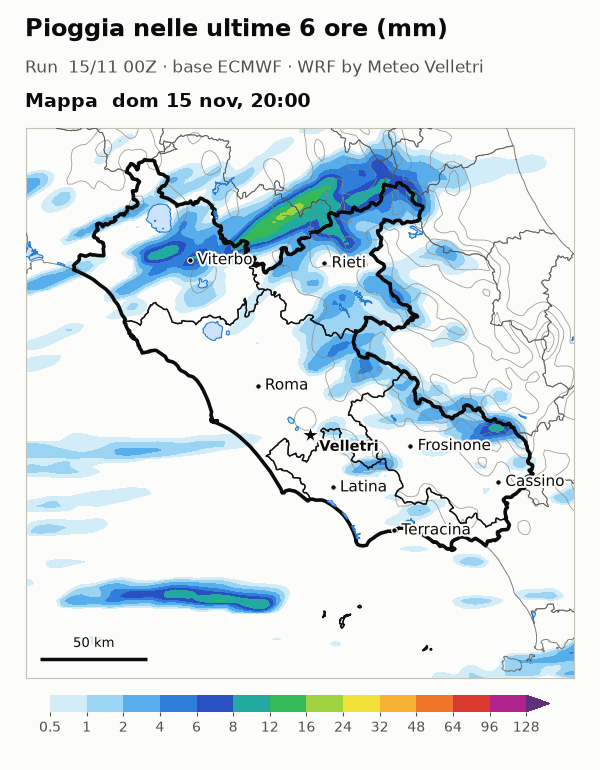 Pioggia nelle ultime 6 ore (mm)
Run  15/11 00Z · base ECMWF · WRF by Meteo Velletri
Mappa  dom 15 nov, 20:00
Viterbo
Rieti
Roma
Velletri
Frosinone
Latina
Cassino
Terracina
50 km
0.5 1 2 4 6 8 12 16 24 32 48 64 96 128